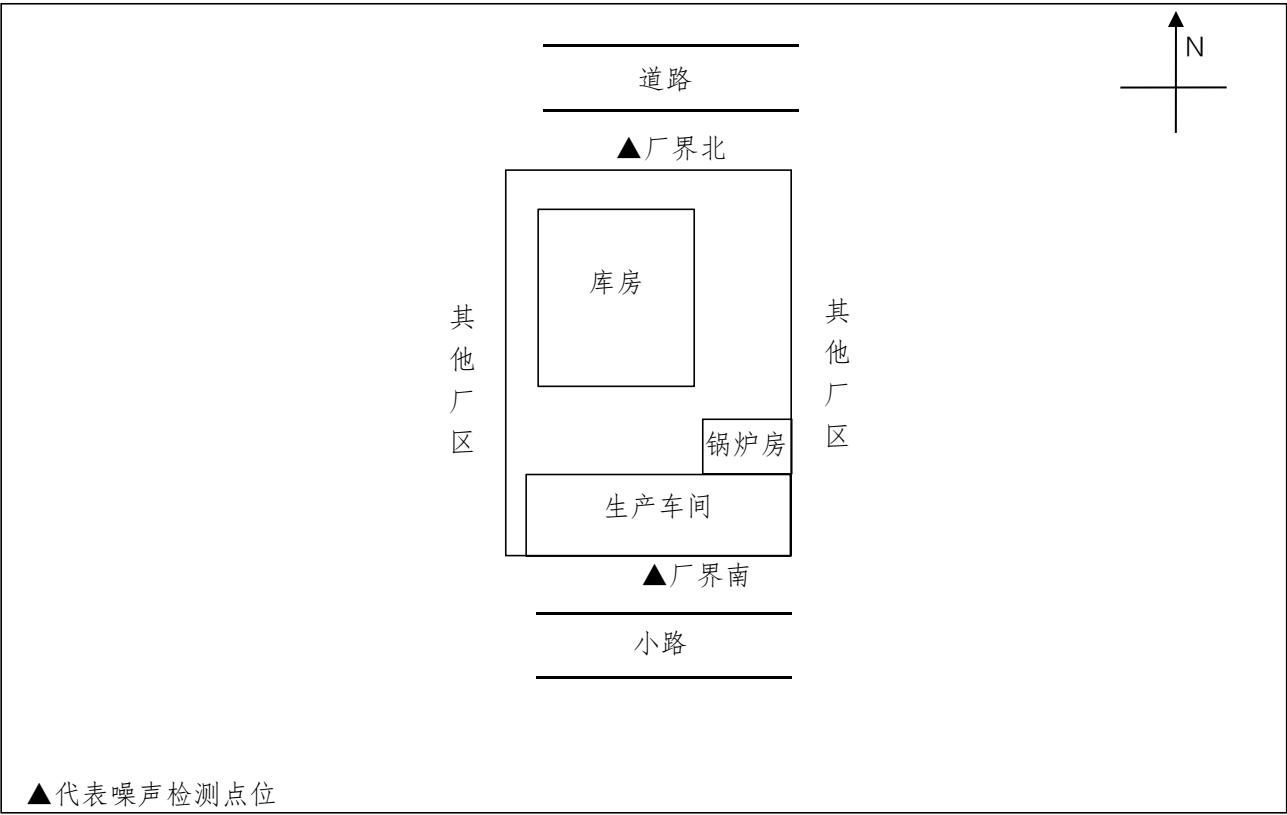 道路
N
▲厂界北
库房
其他厂区
其他厂区
锅炉房
生产车间
▲厂界南
小路
▲代表噪声检测点位